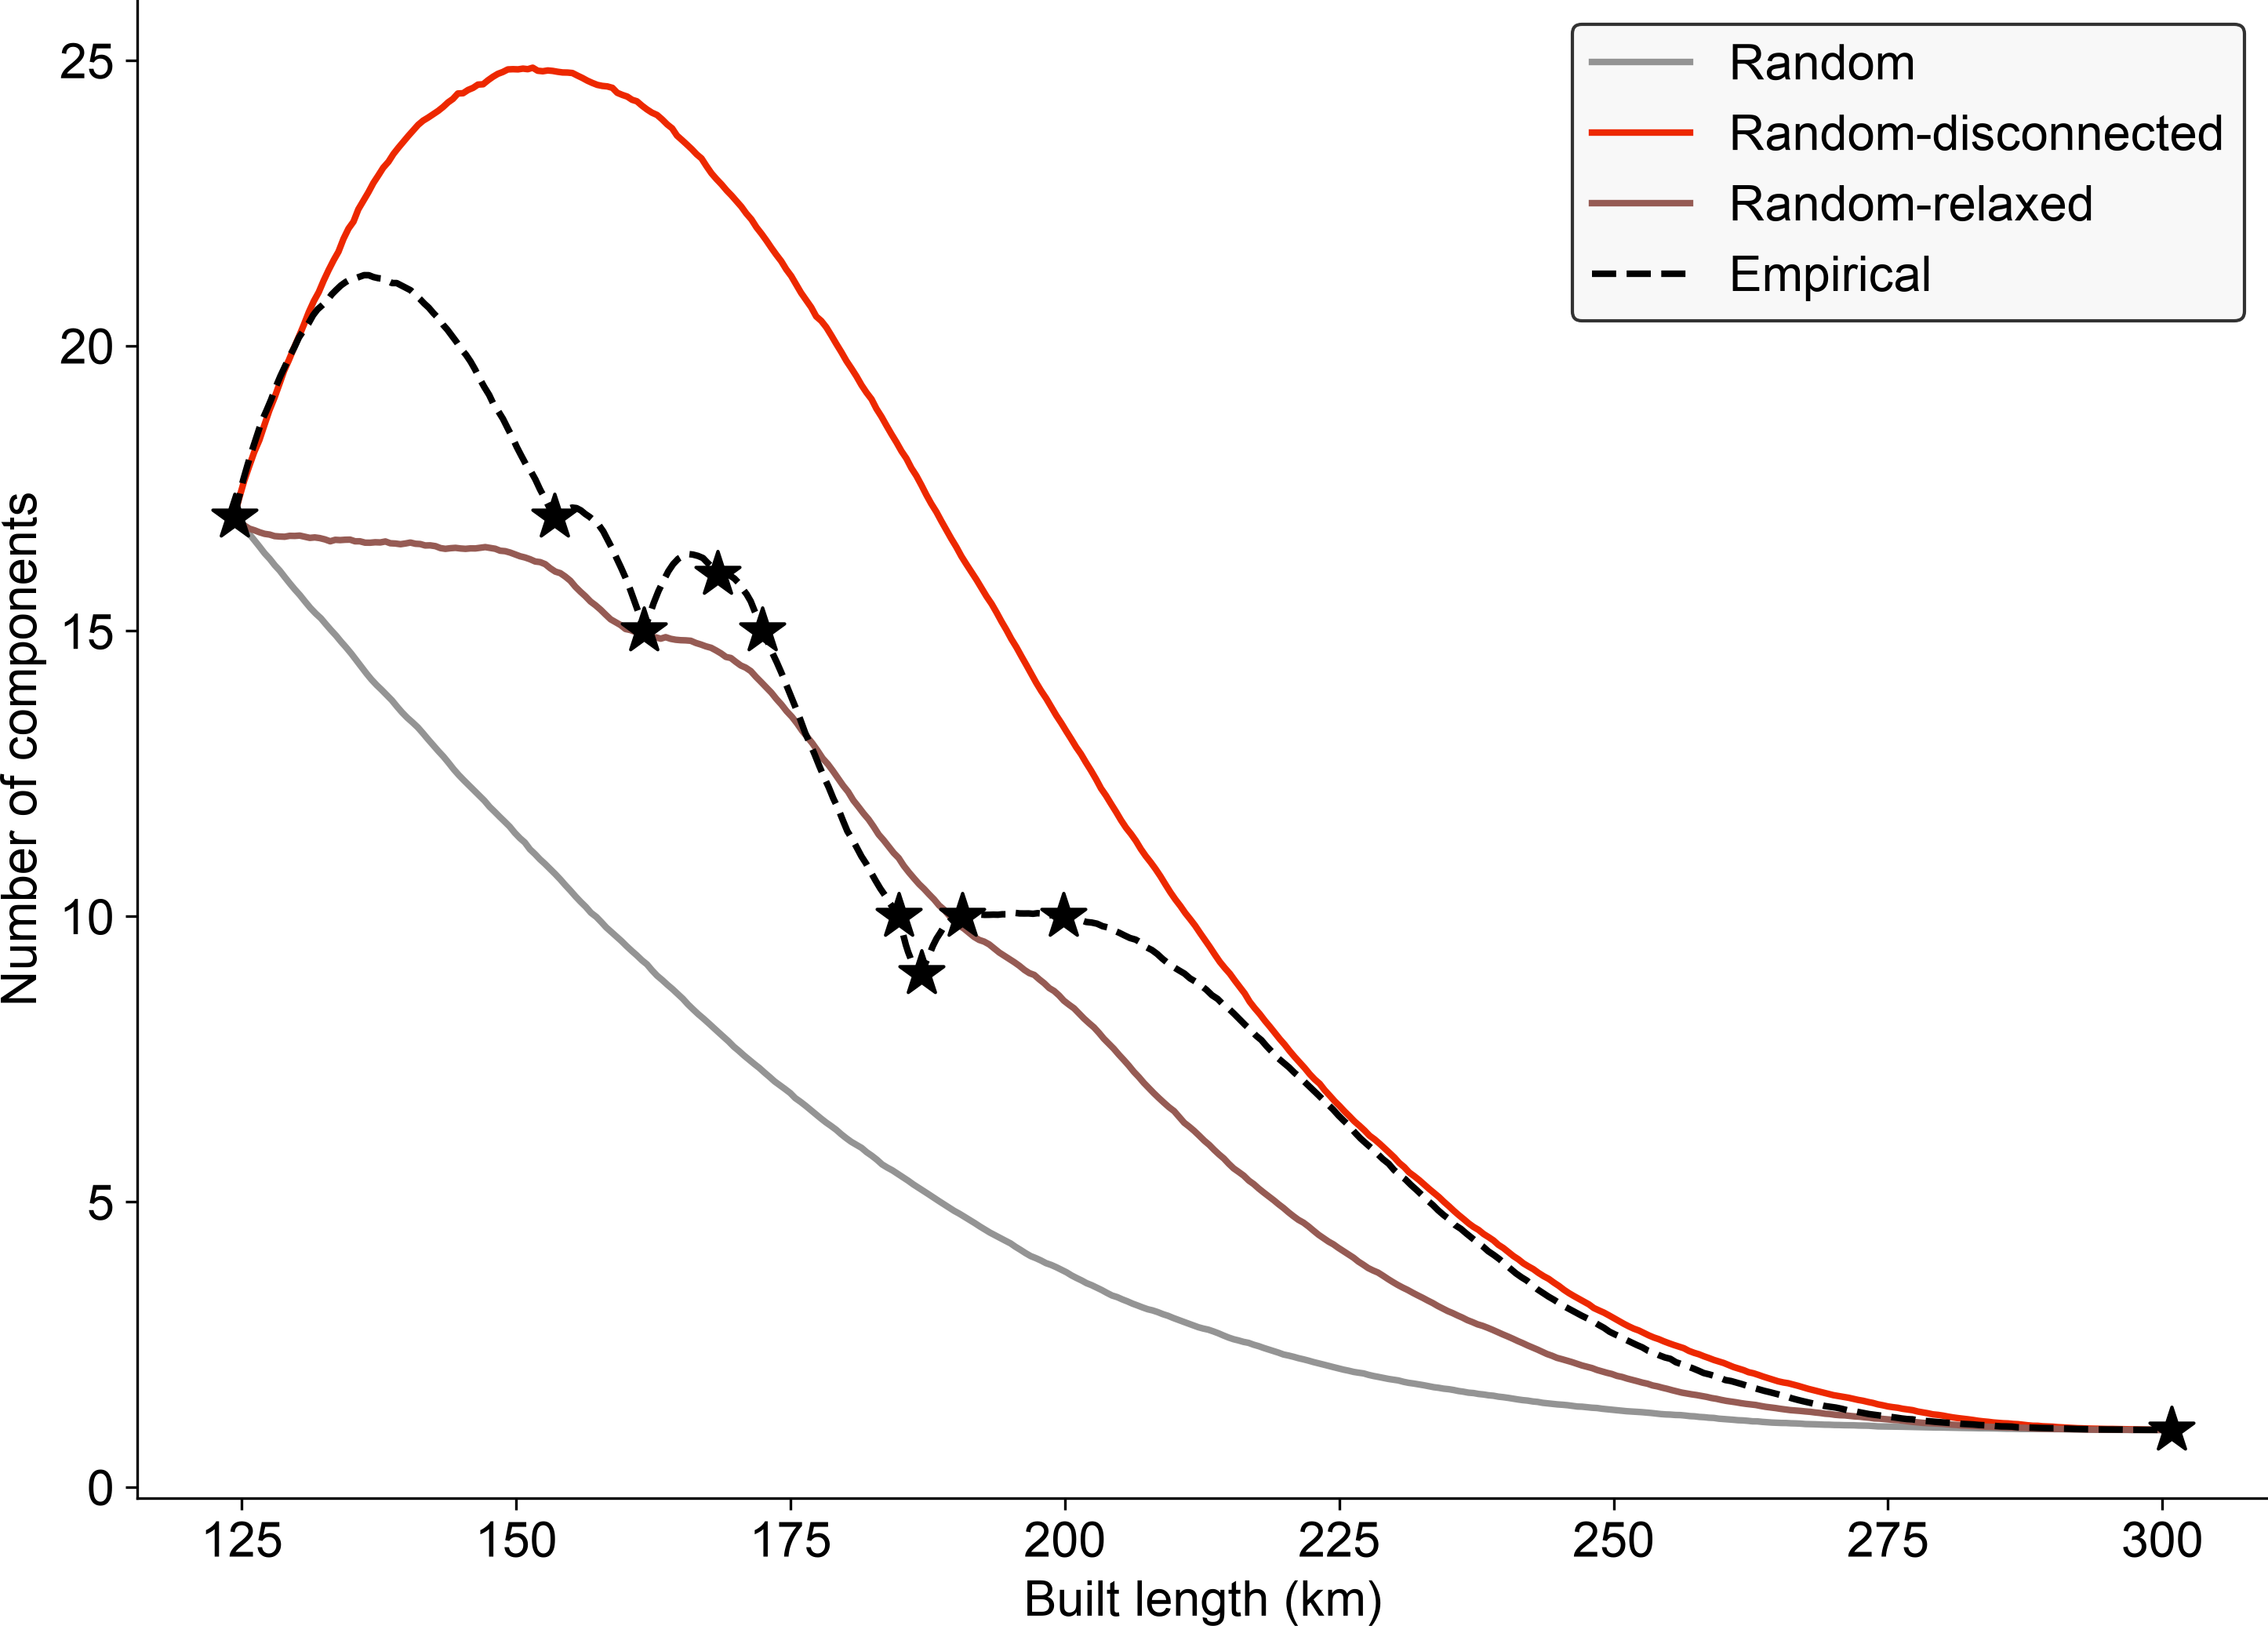 Random
Random-disconnected
Random-relaxed
Empirical
Number of components
25
20
15
10
5
0
125 150 175 200 225 250 275 300
Built length (km)